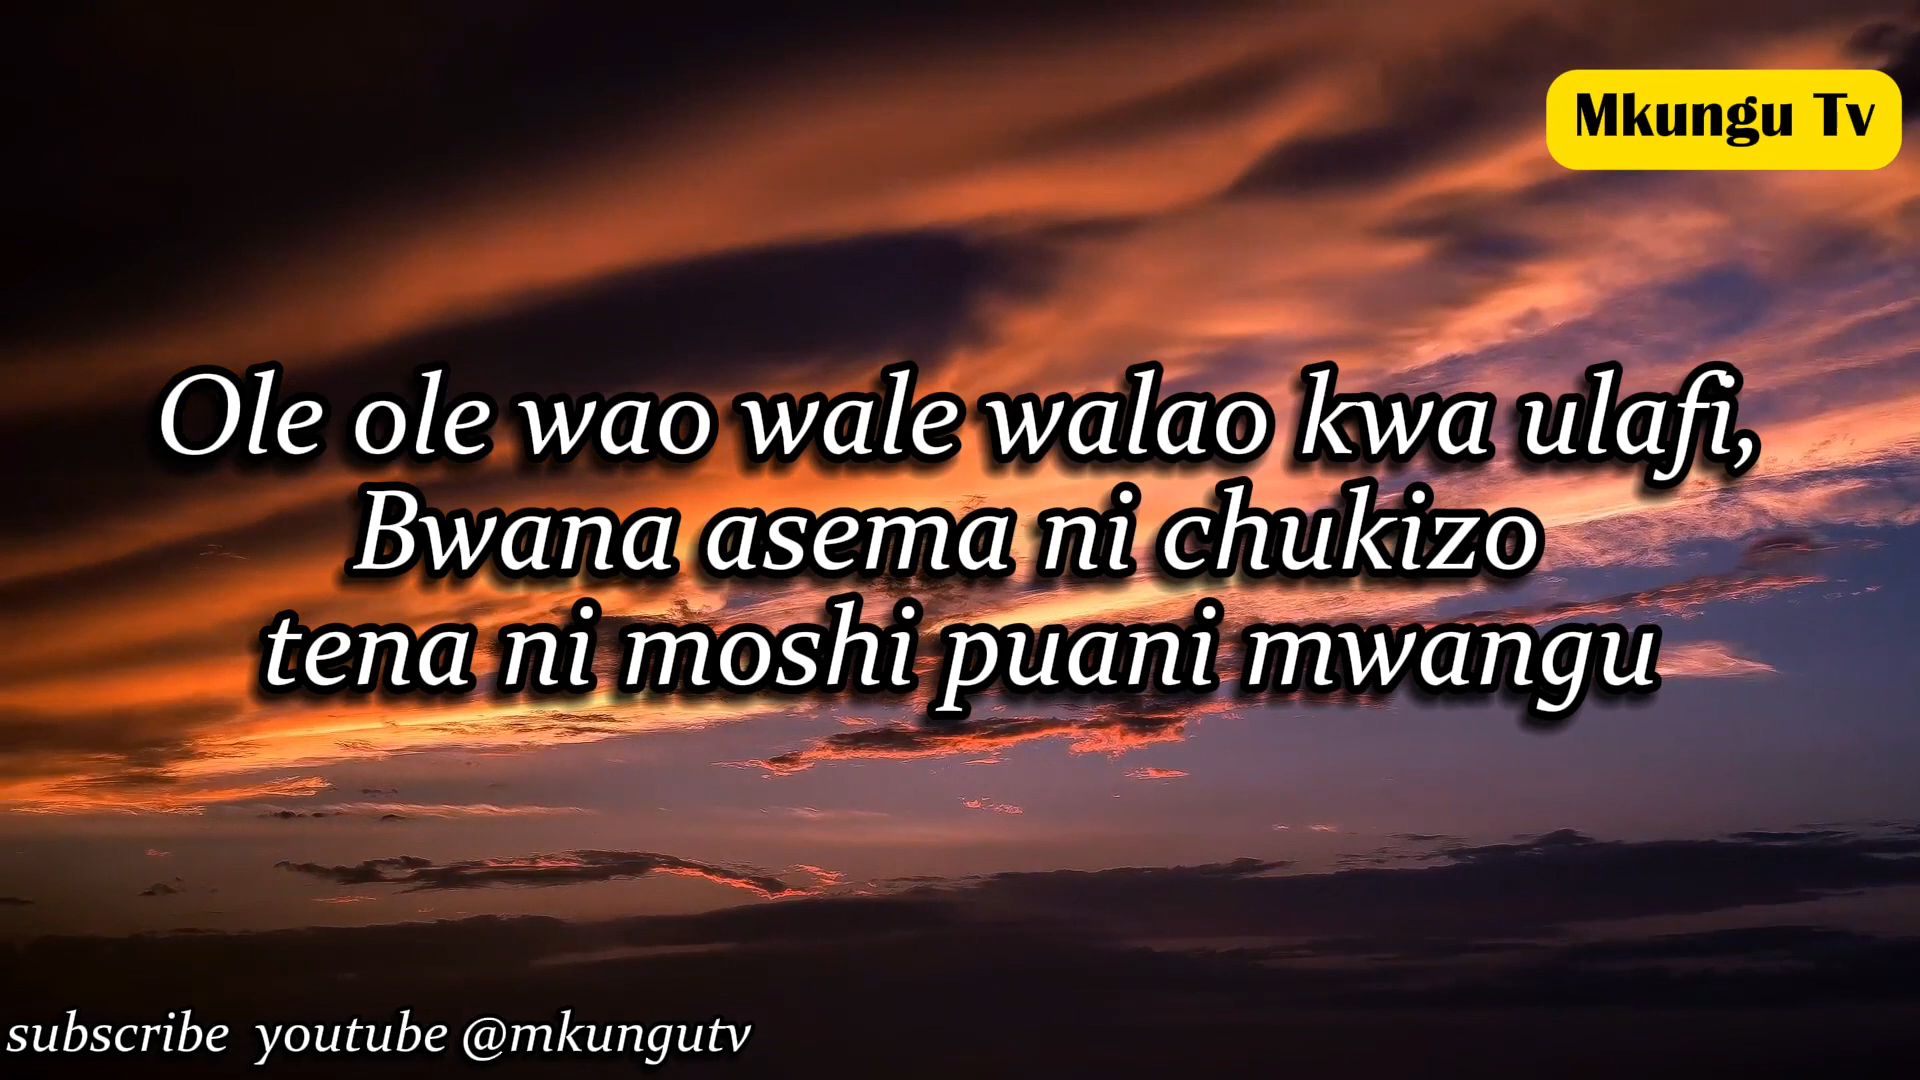 Mkungu Tv
Ole ole wao wale walao kwa ulafi,
Bwana asema ni chukizo
tena ni moshi puani mwangu
subscribe youtube @mkungutv